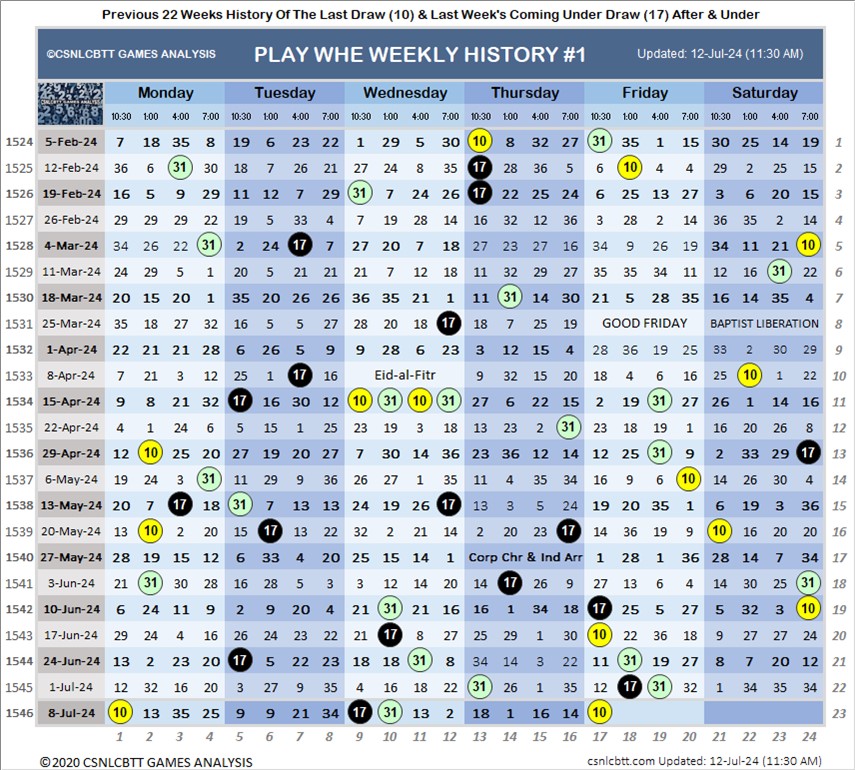 Previous 22 Weeks History Of The Last Draw (10) & Last Week's Coming Under Draw (17) After & Under
©CSNLCBTT GAMES ANALYSIS PLAY WHE WEEKLY HISTORY #1 Updated: 12-Jul-24 (11:30 AM)
Monday Tuesday Wednesday Thursday Friday Saturday
CSNLCBTT GAMES ANALYSIS 10:30 1:00 4:00 7:00 10:30 1:00 4:00 7:00 10:30 1:00 4:00 7:00 10:30 1:00 4:00 7:00 10:30 1:00 4:00 7:00 10:30 1:00 4:00 7:00
1524 5-Feb-24 7 18 35 8 19 6 23 22 1 29 5 30 10 8 32 27 31 35 1 15 30 25 14 19 1
1525 12-Feb-24 36 6 31 30 18 7 26 21 27 24 8 35 17 28 36 5 6 10 4 4 29 2 25 15 2
1526 19-Feb-24 16 5 9 29 11 12 7 29 31 7 24 26 17 22 25 24 6 25 13 27 3 6 20 15 3
1527 26-Feb-24 29 29 29 22 19 5 33 4 7 19 28 14 16 32 12 36 3 28 2 14 36 35 2 14 4
1528 4-Mar-24 34 26 22 31 2 24 17 7 27 20 7 18 27 23 27 16 34 9 26 19 34 11 21 10 5
1529 11-Mar-24 24 29 5 1 20 5 21 21 21 7 12 18 11 32 29 27 35 35 34 11 12 16 31 22 6
1530 18-Mar-24 20 15 20 1 35 20 26 26 36 35 21 1 11 31 14 30 21 5 28 35 16 14 35 4 7
1531 25-Mar-24 35 18 27 32 16 5 5 27 28 20 18 17 18 7 25 19 GOOD FRIDAY BAPTIST LIBERATION 8
1532 1-Apr-24 22 21 21 28 6 26 5 9 9 28 6 23 3 12 15 4 28 36 19 25 33 2 30 29 9
1533 8-Apr-24 7 21 3 12 25 1 17 16 Eid-al-Fitr 9 32 15 20 18 4 6 16 25 10 1 22 10
1534 15-Apr-24 9 8 21 32 17 16 30 12 10 31 10 31 27 6 22 15 2 19 31 27 26 1 14 16 11
1535 22-Apr-24 4 1 24 6 5 15 1 25 23 19 3 18 13 23 2 31 23 18 19 1 16 20 26 8 12
1536 29-Apr-24 12 10 25 20 27 19 20 27 7 30 14 36 23 36 12 14 12 19 31 9 2 33 29 17 13
1537 6-May-24 4 3 4 31 11 29 9 36 26 27 1 35 11 4 35 34 16 9 6 10 14 26 30 4 14
1538 13-May-24 20 7 17 18 31 7 13 13 24 19 26 17 13 3 5 24 19 20 35 1 6 19 3 36 15
1539 20-May-24 13 10 2 20 15 17 6 22 32 2 21 14 2 20 23 17 14 36 19 9 10 16 20 20 16
1540 27-May-24 28 19 15 12 6 33 4 20 25 15 14 1 Corp Chr & Ind Arr 1 28 1 36 28 14 7 34 17
1541 3-Jun-24 21 31 30 28 16 28 5 3 3 12 4 20 14 17 26 9 27 13 6 4 14 30 25 31 18
1542 10-Jun-24 6 24 11 9 2 9 20 4 21 31 21 16 16 1 34 18 17 25 5 27 5 32 3 10 19
1543 17-Jun-24 29 24 4 16 26 24 23 22 21 17 8 27 25 29 1 30 10 22 36 18 9 27 27 24 20
1544 24-Jun-24 13 2 23 20 17 5 22 23 18 18 31 8 34 14 3 22 11 31 19 27 8 7 20 12 21
1545 1-Jul-24 12 32 16 20 3 27 9 35 4 16 18 22 31 26 1 35 12 17 31 32 1 34 35 34 22
1546 8-Jul-24 10 13 35 25 9 9 21 34 17 31 13 2 18 1 16 14 10 23
1 2 3 4 5 6 7 8 9 10 11 12 13 14 15 16 17 18 19 20 21 22 23 24
©2020 CSNLCBTT GAMES ANALYSIS csnlcbtt.com Updated: 12-Jul-24 (11:30 AM)